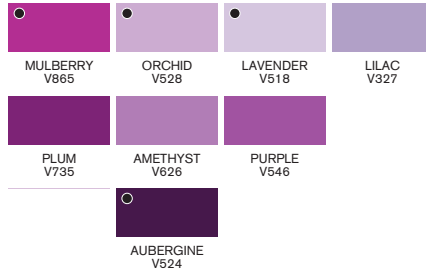 MULBERRY
V865
ORCHID
V528
LAVENDER
V518
LILAC
V327
PLUM
V735
AMETHYST
V626
PURPLE
V546
AUBERGINE
V524